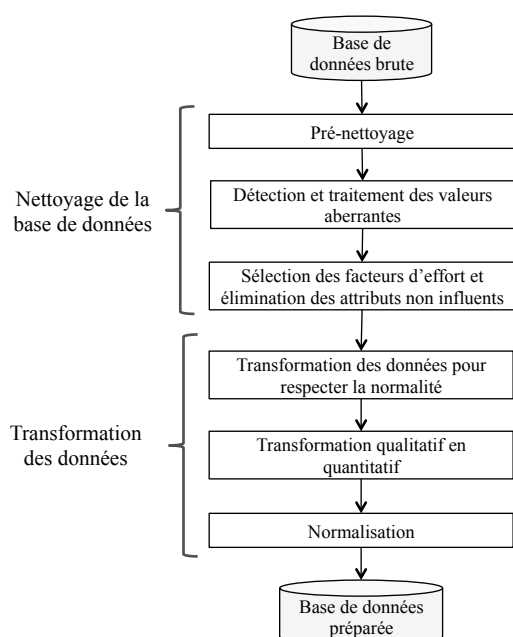 Base de
données brute
Pré-nettoyage
Nettoyage de la
base de données
Détection et traitement des valeurs
aberrantes
Sélection des facteurs d’effort et
élimination des attributs non influents
Transformation
des données
Transformation des données pour
respecter la normalité
Transformation qualitatif en
quantitatif
Normalisation
Base de données
préparée